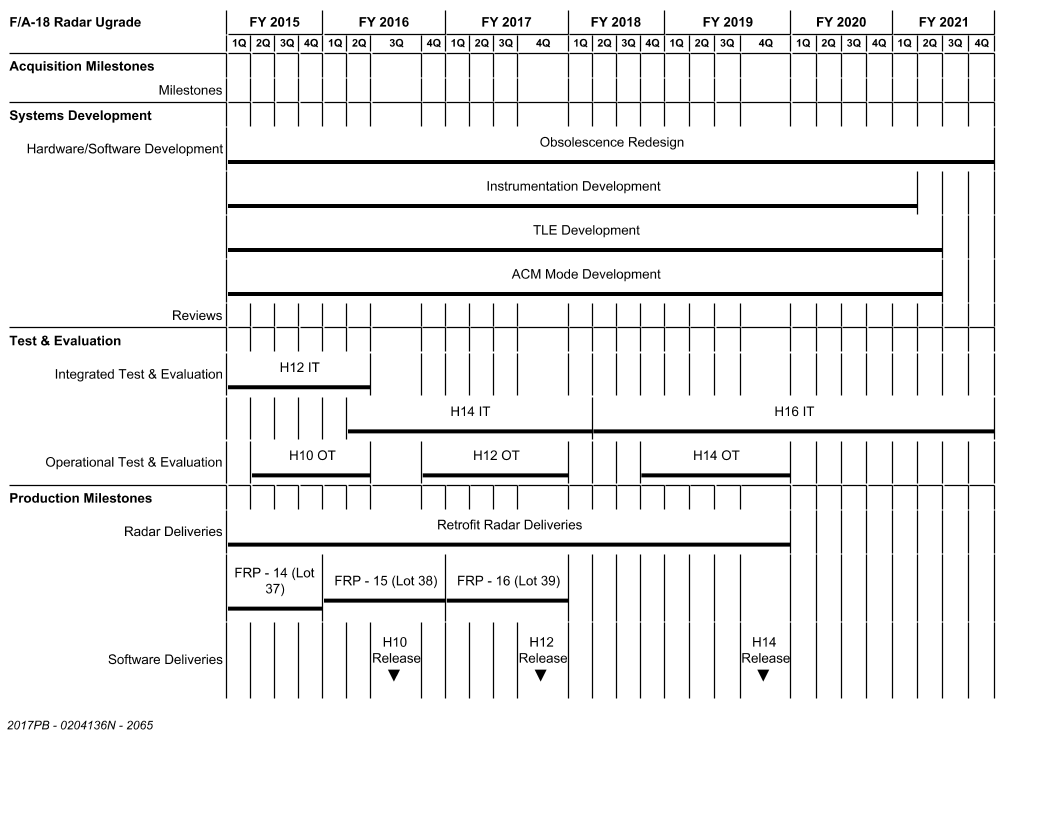 F/A-18 Radar Ugrade FY 2015 FY 2016 FY 2017 FY 2018 FY 2019 FY 2020 FY 2021
1Q 2Q 3Q 4Q 1Q 2Q 3Q 4Q 1Q 2Q 3Q 4Q 1Q 2Q 3Q 4Q 1Q 2Q 3Q 4Q 1Q 2Q 3Q 4Q 1Q 2Q 3Q 4Q
Acquisition Milestones
Milestones
Systems Development
Hardware/Software Development Obsolescence Redesign
Instrumentation Development
TLE Development
ACM Mode Development
Reviews
Test & Evaluation
Integrated Test & Evaluation H12 IT
H14 IT H16 IT
Operational Test & Evaluation H10 OT H12 OT H14 OT
Production Milestones
Radar Deliveries Retrofit Radar Deliveries
FRP - 14 (Lot
37)
FRP - 15 (Lot 38) FRP - 16 (Lot 39)
Software Deliveries
H10
Release
H12
Release
H14
Release
2017PB - 0204136N - 2065